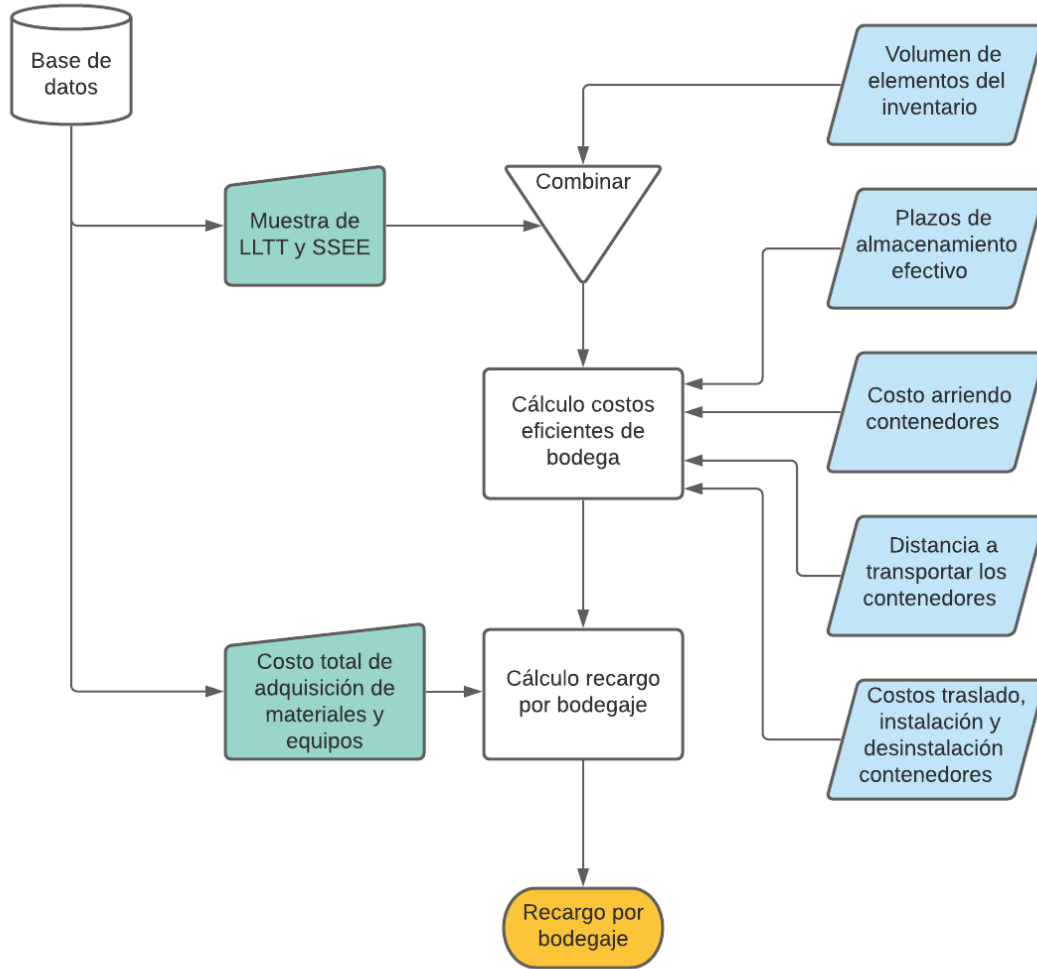 Base de
datos
Volumen de
elementos del
inventario
Combinar
Muestra de
LLTT y SSEE
Plazos de
almacenamiento
efectivo
Cálculo costos
eficientes de
bodega
Costo arriendo
contenedores
Distancia a
transportar los
contenedores
Costo total de
adquisición de
materiales y
equipos
Cálculo recargo
por bodegaje
Costos traslado,
instalación y
desinstalación
contenedores
Recargo por
bodegaje